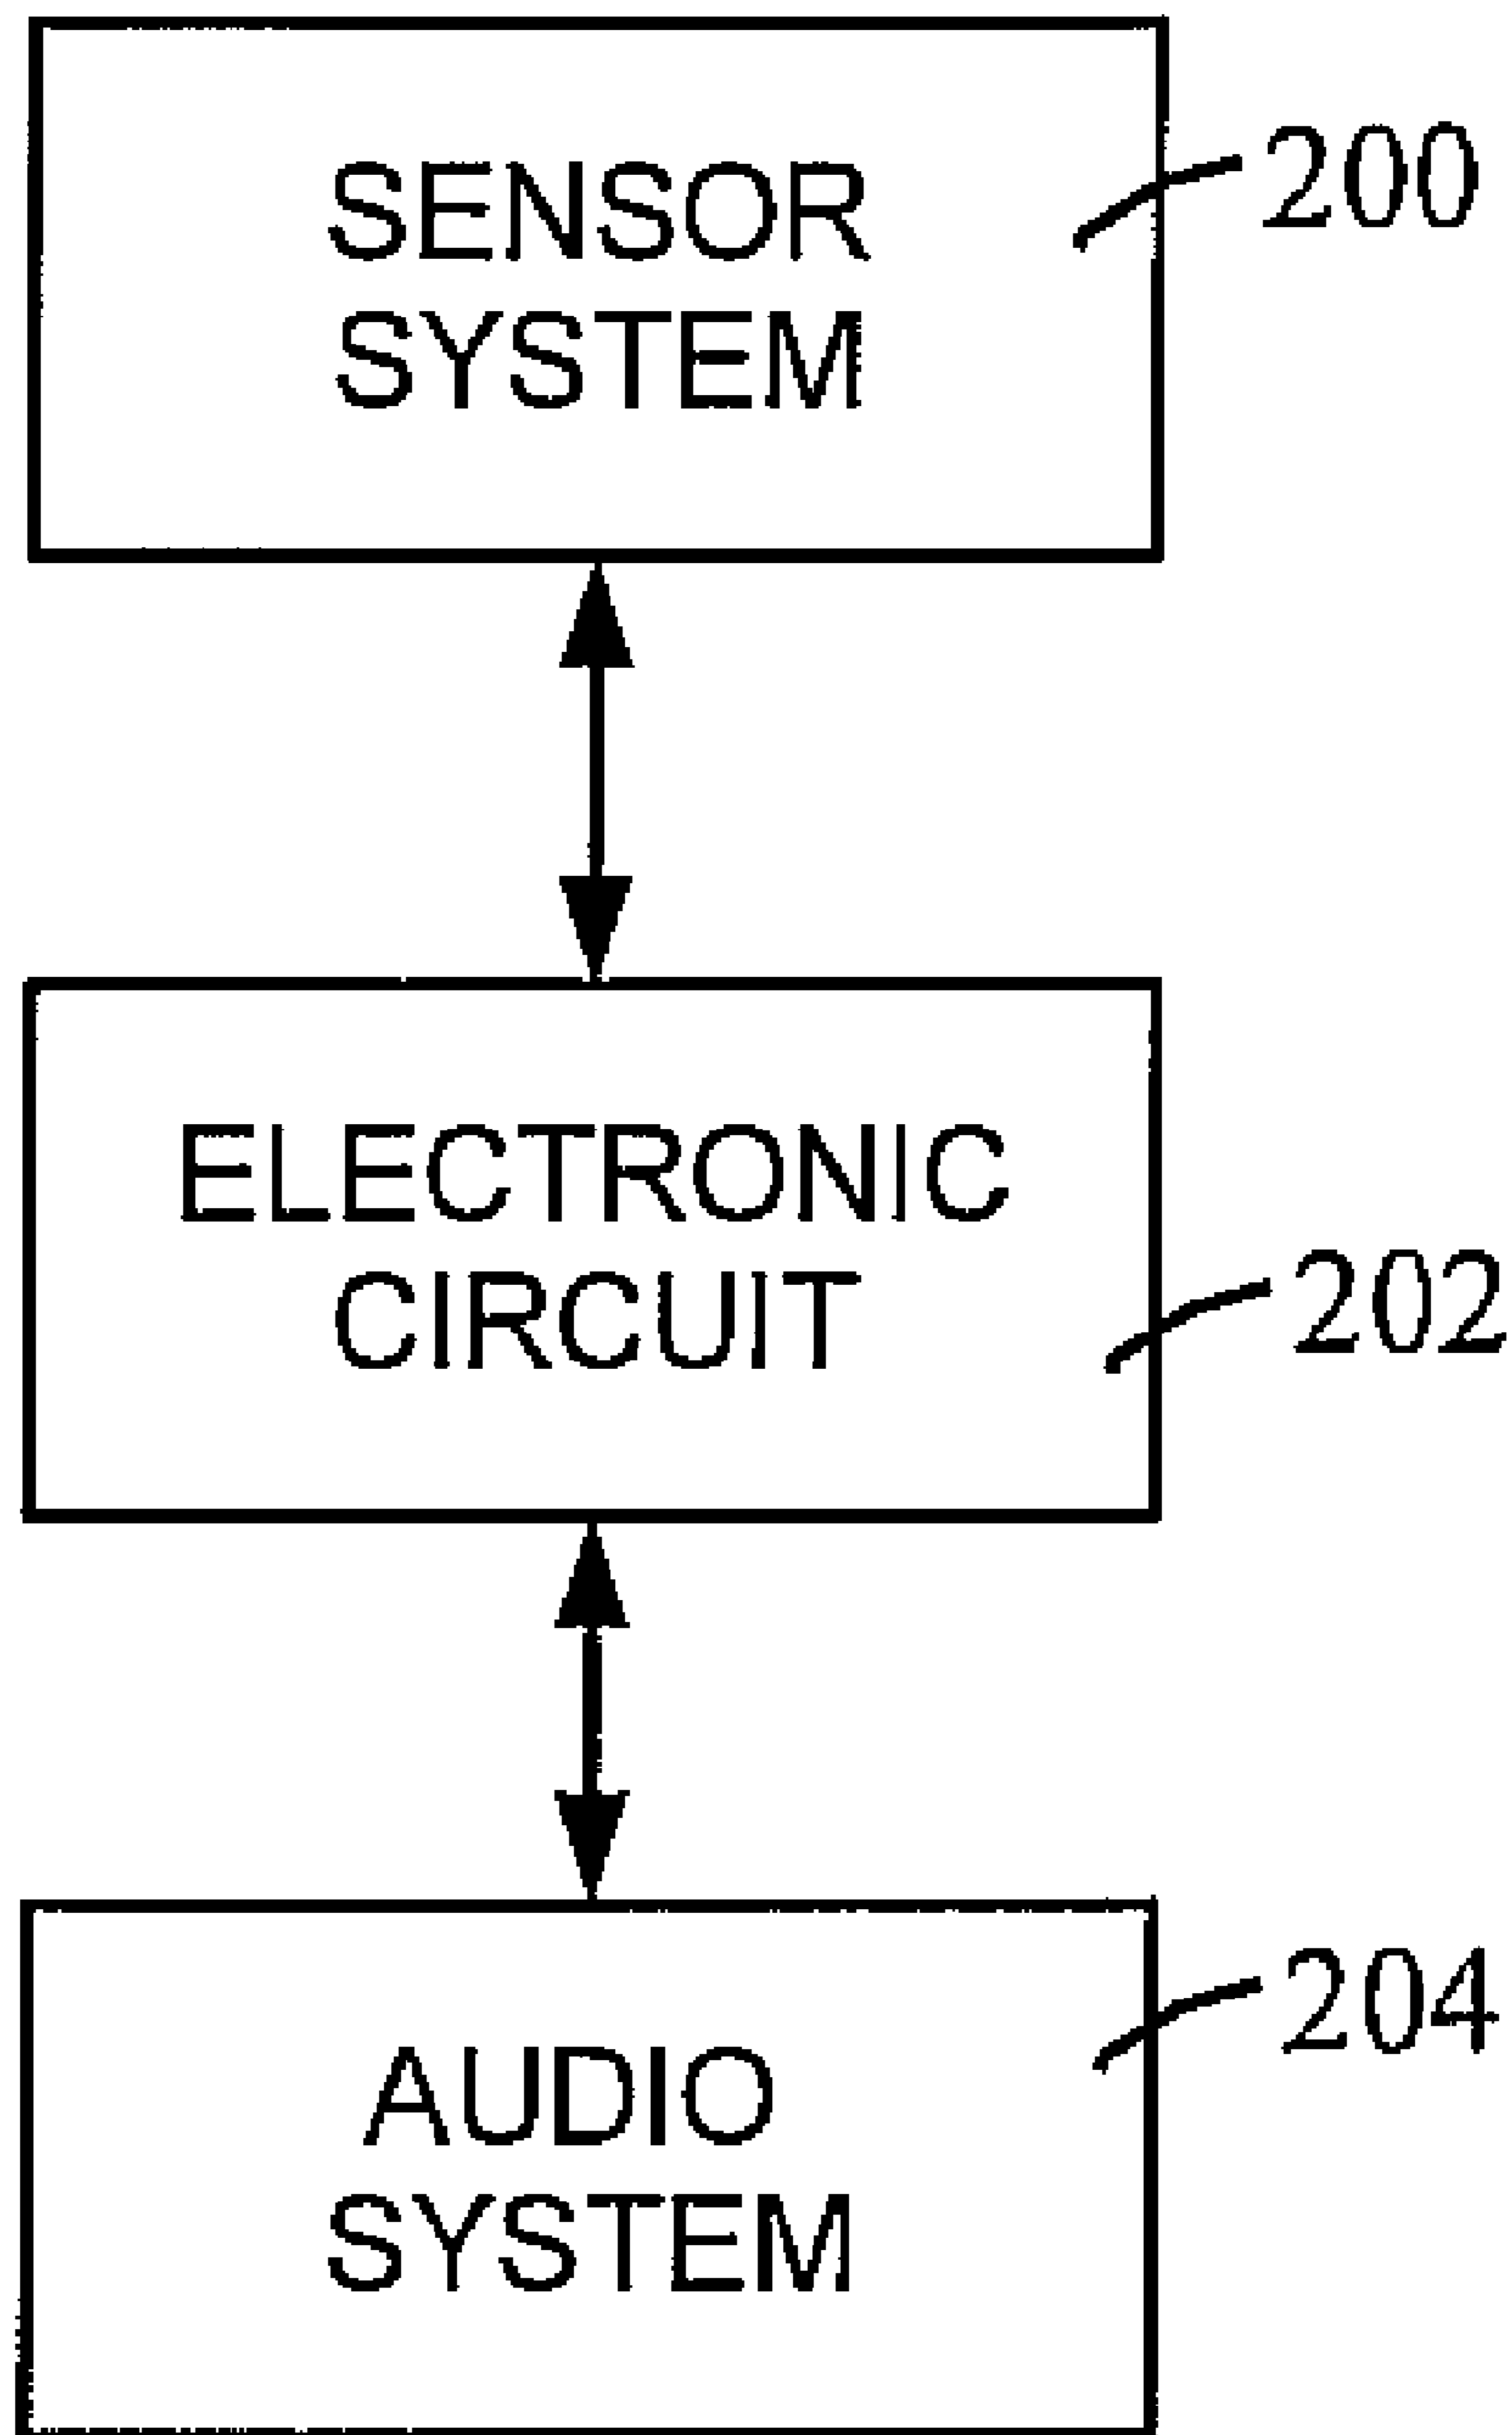 SENSOR
SYSTEM
200
ELECTRONIC
CIRCUIT
202
AUDIO
SYSTEM
204